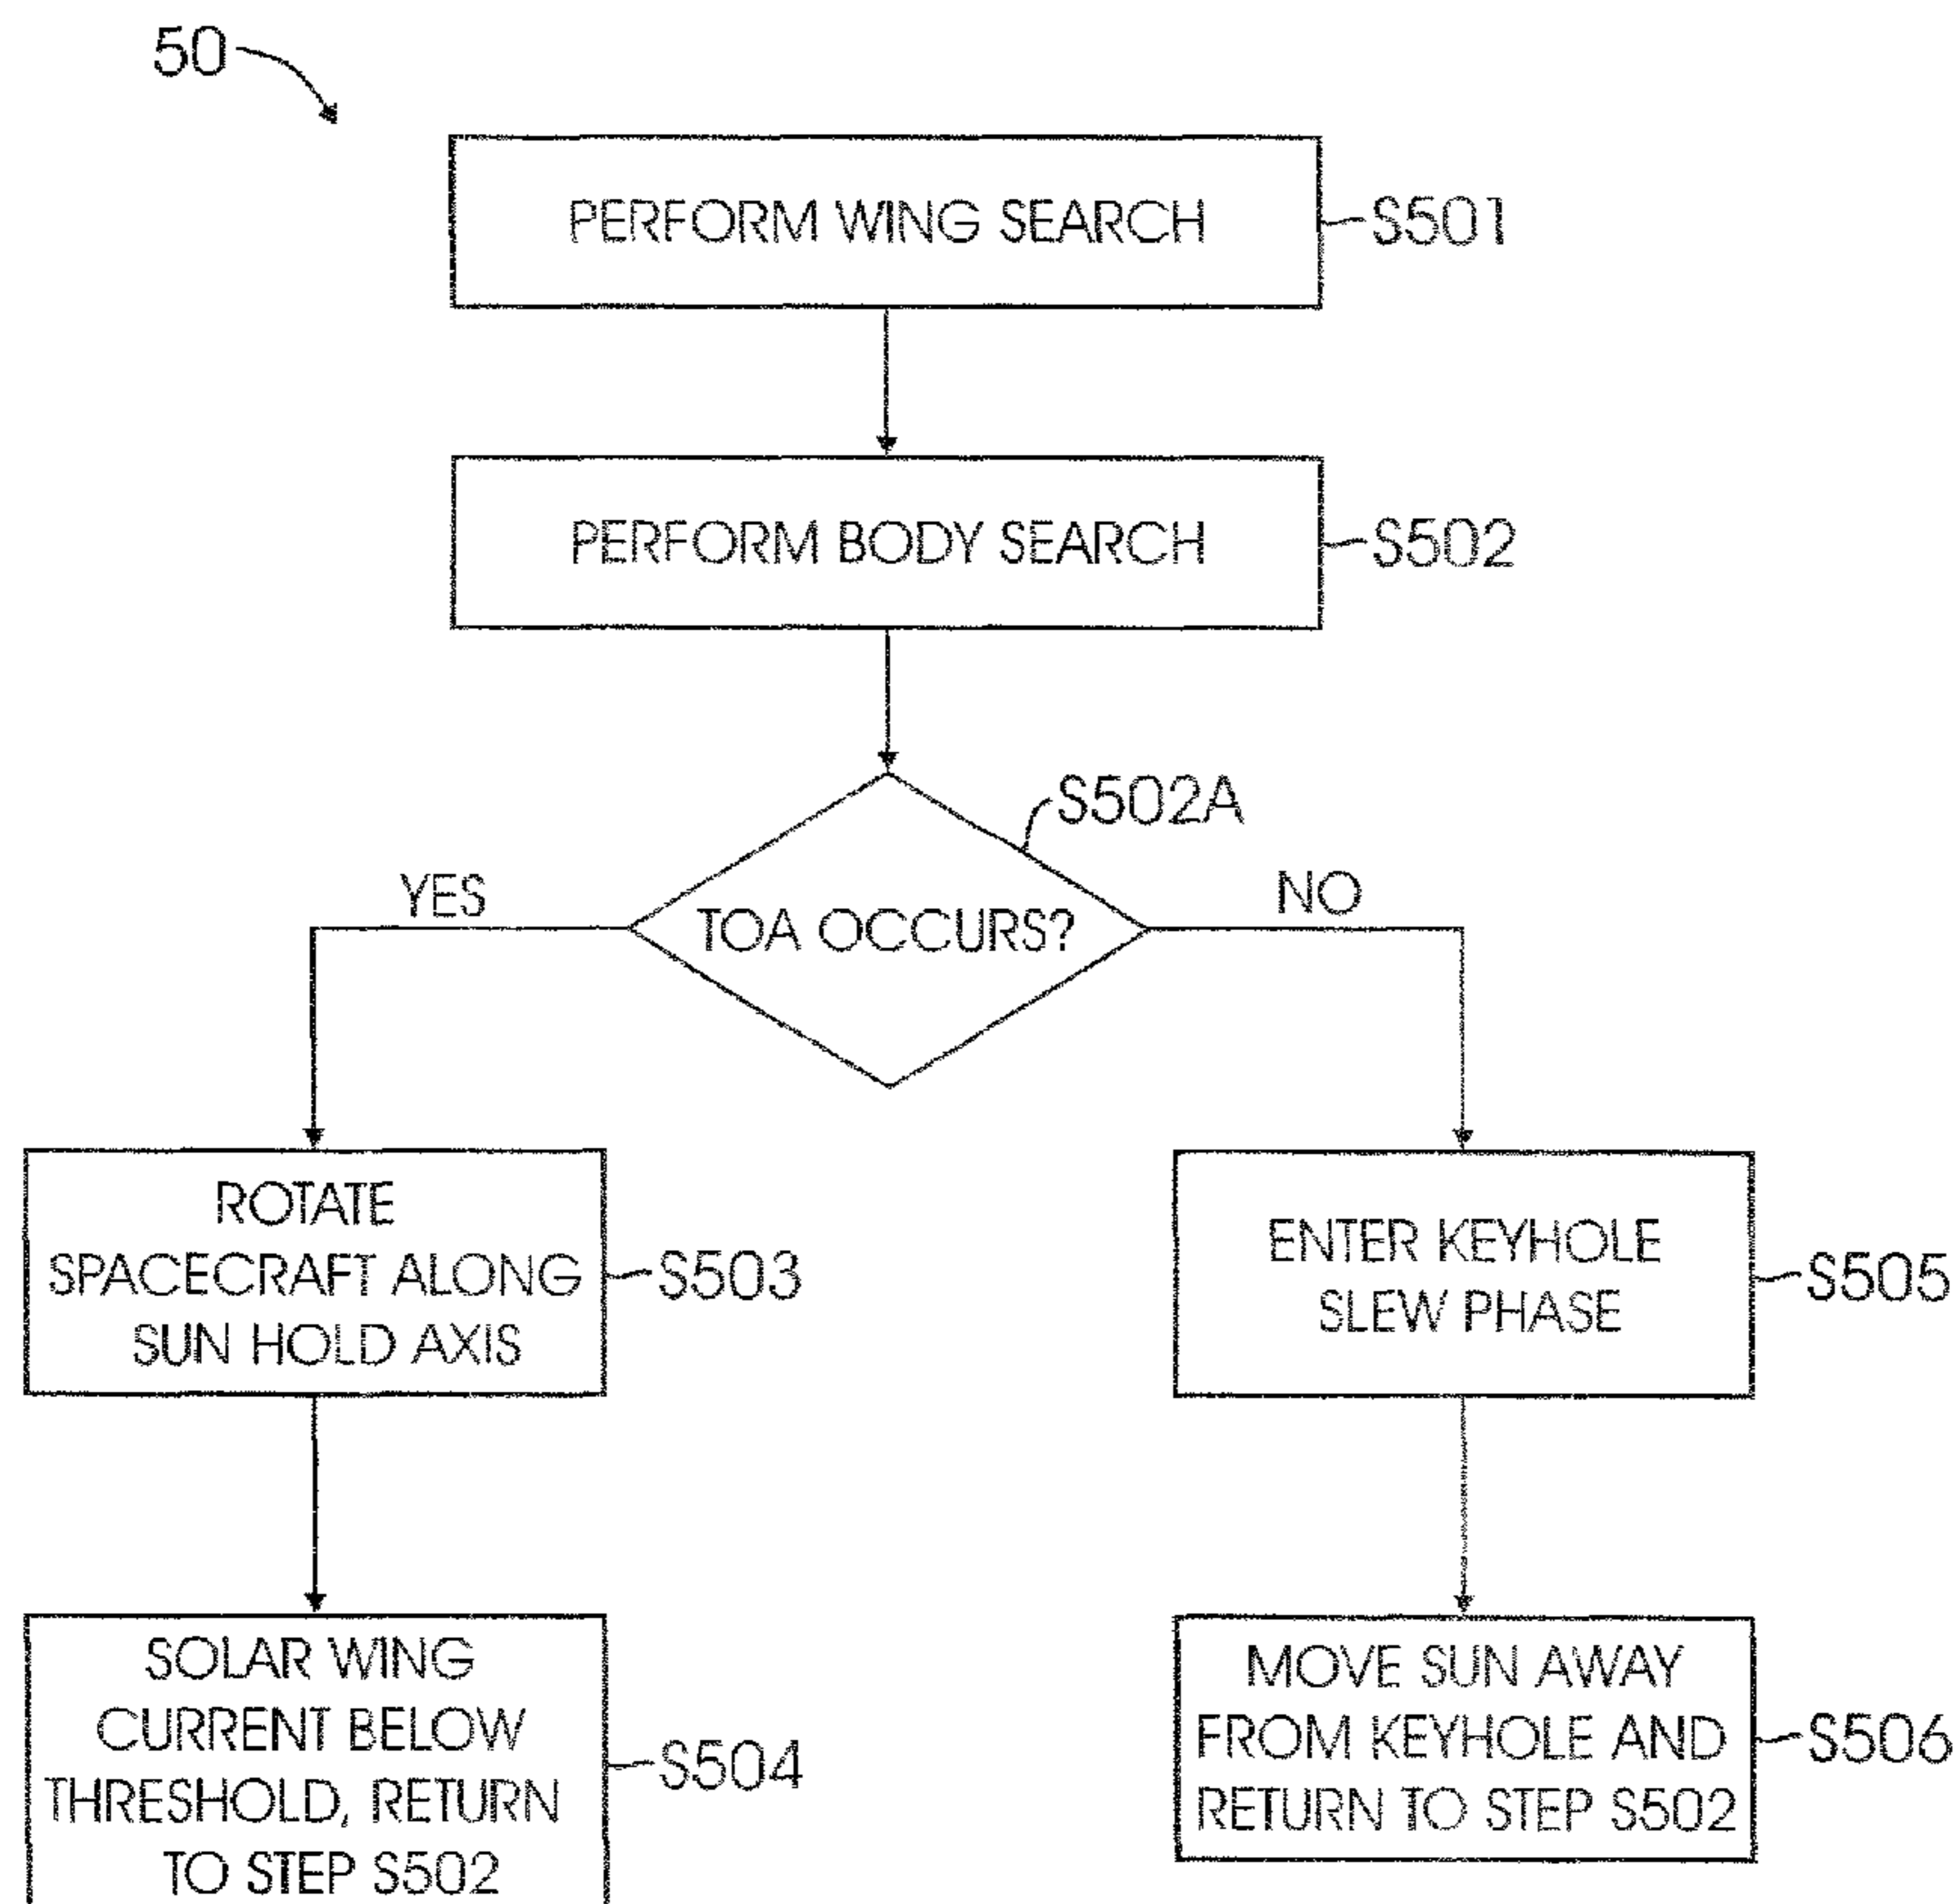 50
PERFORM WING SEARCH
S501
PERFORM BODY SEARCH
S502
S502A
YES
TOA OCCURS?
NO
ROTATE
SPACECRAFT ALONG
SUN HOLD AXIS
S503
ENTER KEYHOLE
SLEW PHASE
S505
SOLAR WING
CURRENT BELOW
THRESHOLD, RETURN
TO STEP S502
S504
MOVE SUN AWAY
FROM KEYHOLE AND
RETURN TO STEP S502
S506